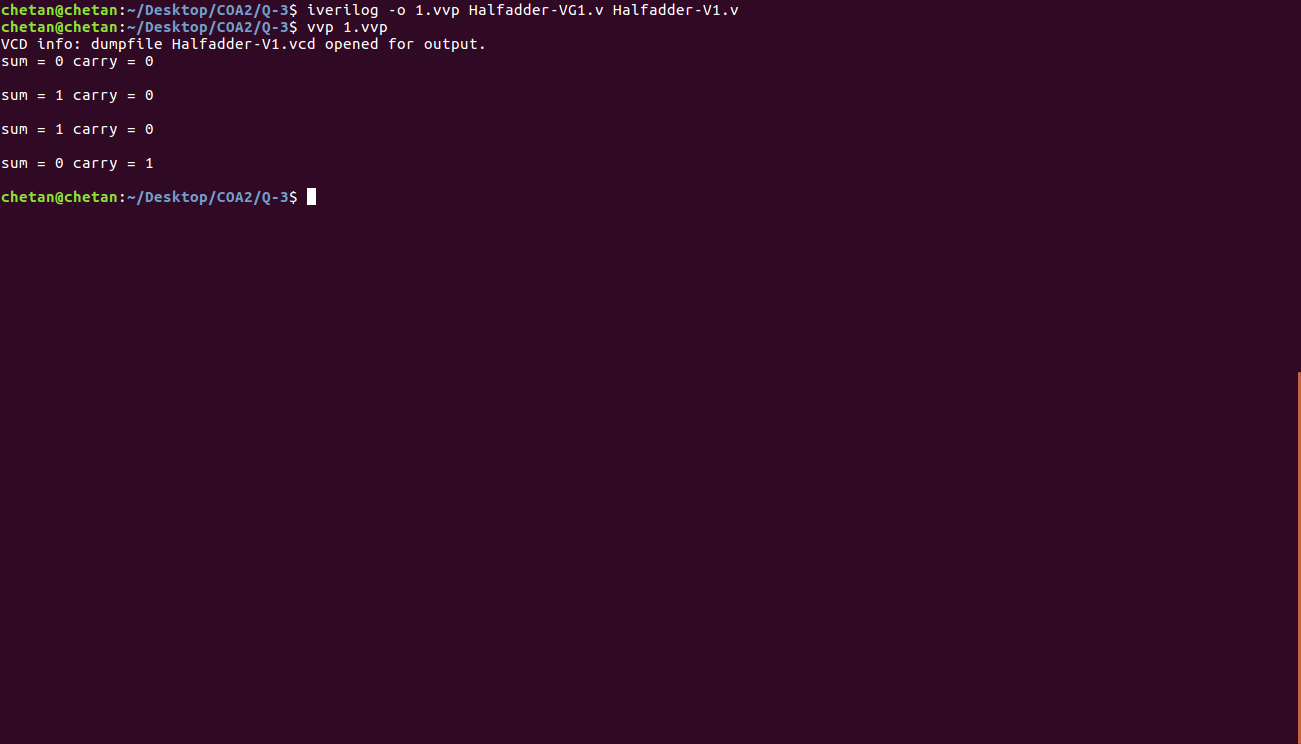 chetan@chetan:~/Desktop/COA2/Q-3$ iverilog -o 1.vvp Halfadder-VG1.v Halfadder-V1.v
chetan@chetan:~/Desktop/COA2/Q-3$ vvp 1.vvp
VCD info: dumpfile Halfadder-V1.vcd opened for output.
sum = 0 carry = 0
sum = 1 carry = 0
sum = 1 carry = 0
sum = 0 carry = 1
chetan@chetan:~/Desktop/COA2/Q-3$